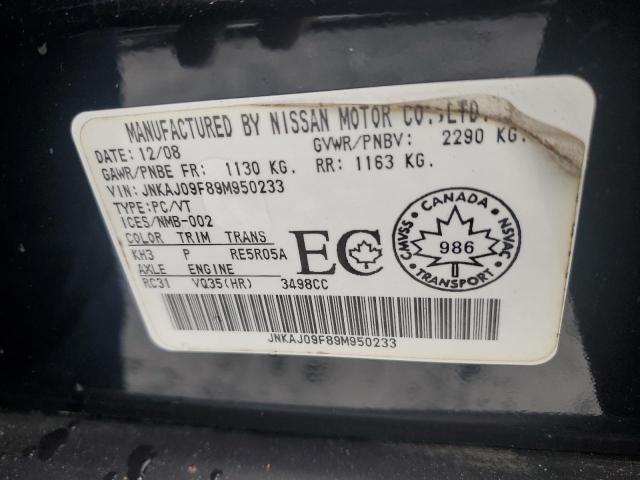 MANUFACTURED BY NISSAN MOTOR CO.,LTD.
DATE: 12/08 GVWR/PNBV: 2290 KG.
GAWR/PNBE FR: 1130 KG. RR: 1163 KG.
VIN: JNKAJ09F89M950233
TYPE:PC/VT
ICES/NMB-002
COLOR TRIM TRANS
KH3 P RE5R05A
AXLE ENGINE
RC31 VQ35(HR) 3498CC
EC
CANADA
CMVSS 986 NSVAC
TRANSPORT
JNKAJ09F89M950233